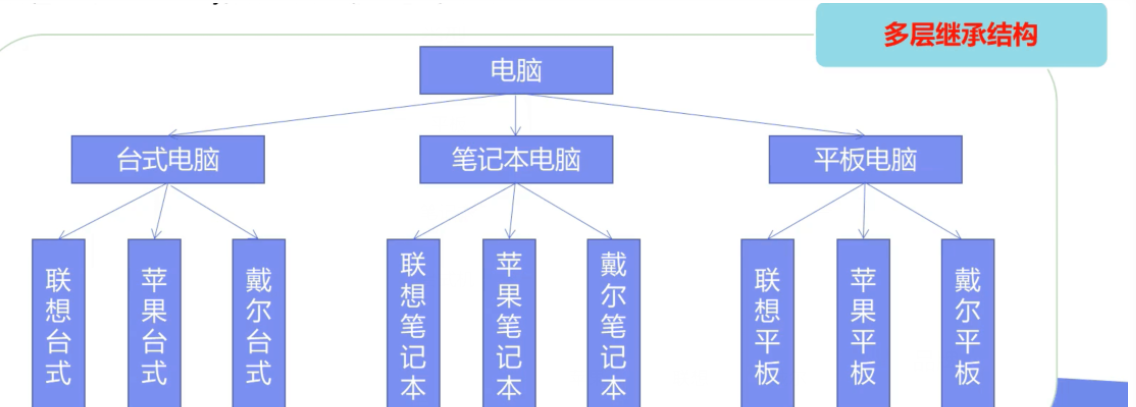 多层继承结构
电脑
台式电脑
笔记本电脑
平板电脑
联想台式
苹果台式
戴尔台式
联想笔记本
苹果笔记本
戴尔笔记本
联想平板
苹果平板
戴尔平板